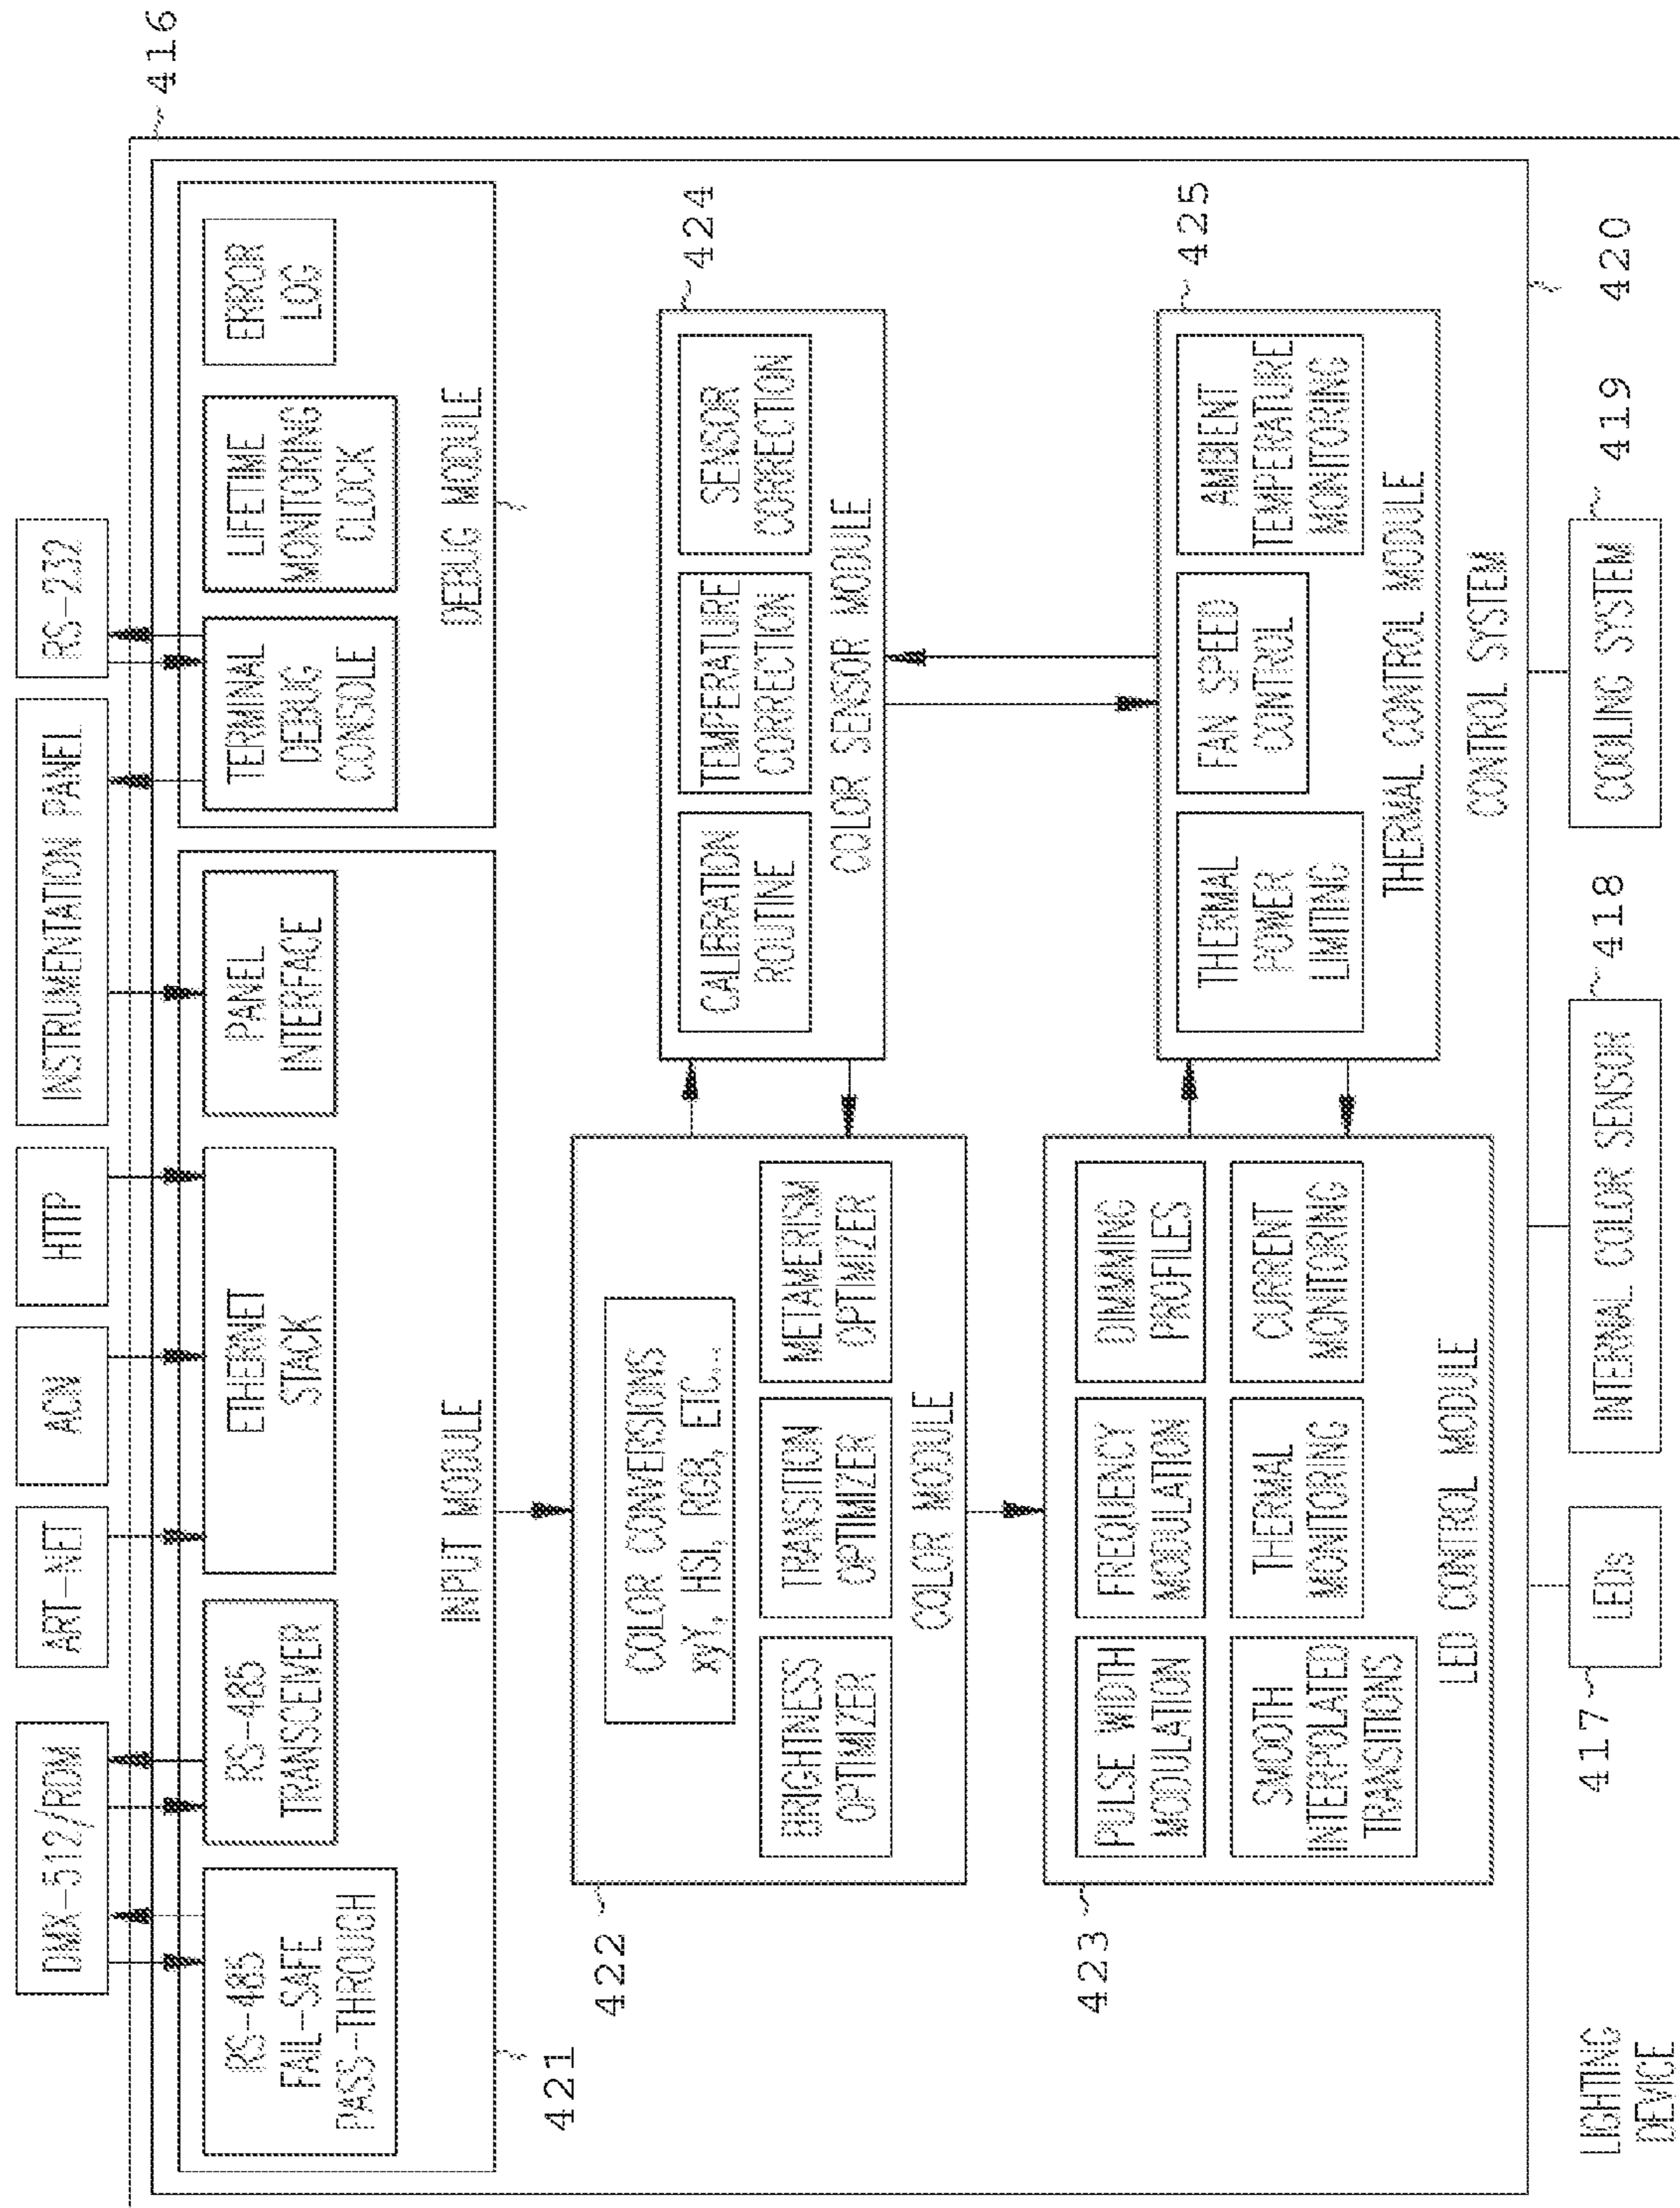 DMX-512/RDM
ART-NET
ACN
HTTP
INSTRUMENTATION PANEL
RS-232
416
RS-485
FAIL-SAFE
PASS-THROUGH
RS-485
TRANSCEIVER
ETHERNET
STACK
PANEL
INTERFACE
INPUT MODULE
421
TERMINAL
DEBUG
CONSOLE
LIFETIME
MONITORING
CLOCK
ERROR
LOG
DEBUG MODULE
422
COLOR CONVERSIONS
xyY, HSI, RGB, ETC...
BRIGHTNESS
OPTIMIZER
TRANSITION
OPTIMIZER
METAMERISM
OPTIMIZER
COLOR MODULE
CALIBRATION
ROUTINE
TEMPERATURE
CORRECTION
SENSOR
CORRECTION
COLOR SENSOR MODULE
424
423
PULSE WIDTH
MODULATION
FREQUENCY
MODULATION
DIMMING
PROFILES
SMOOTH
INTERPOLATED
TRANSITIONS
THERMAL
MONITORING
CURRENT
MONITORING
LED CONTROL MODULE
THERMAL
POWER
LIMITING
FAN SPEED
CONTROL
AMBIENT
TEMPERATURE
MONITORING
THERMAL CONTROL MODULE
425
CONTROL SYSTEM
420
LIGHTING
DEVICE
417
LEDs
INTERNAL COLOR SENSOR
418
COOLING SYSTEM
419